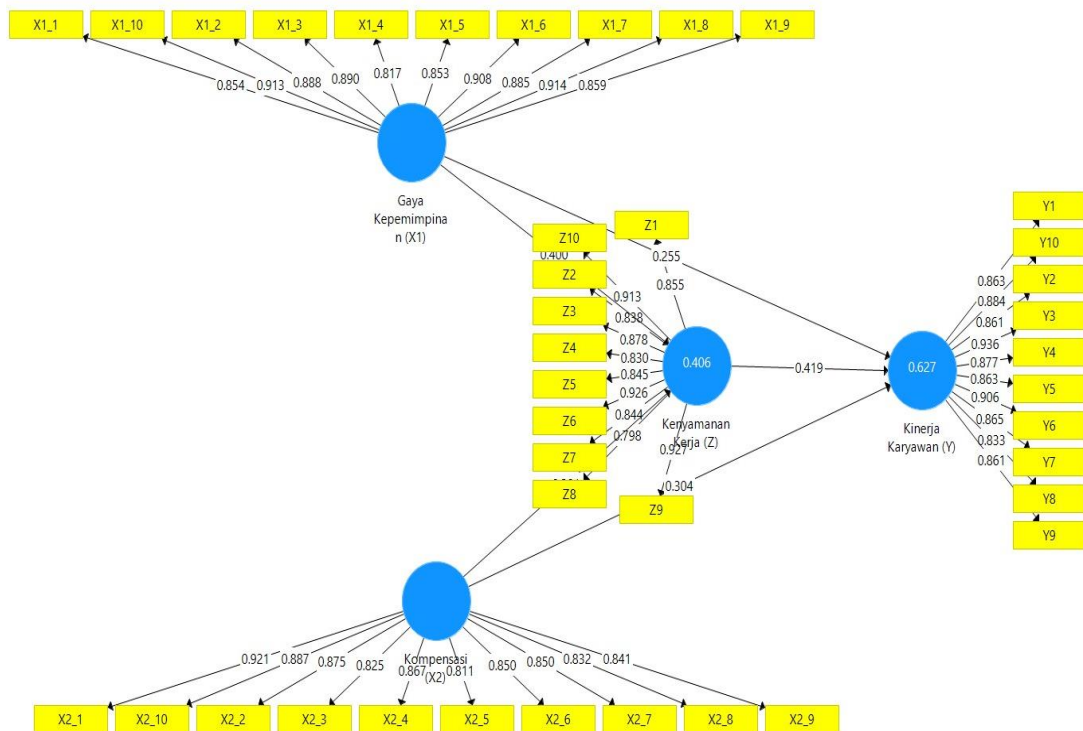 X1_1 X1_10 X1_2 X1_3 X1_4 X1_5 X1_6 X1_7 X1_8 X1_9
0.854 0.913 0.888 0.890 0.817 0.853 0.908 0.885 0.914 0.859
Gaya
Kepemimpina
n (X1)
Z1
Z10
0.400
0.255
Z2
0.855
0.913
Z3
0.838
0.878
Z4
0.830
Z5
0.845
0.926
Z6
0.844
0.798
Z7
Z8
0.406
Kenyamanan
Kerja (Z)
0.927
Z9
0.419
0.304
0.627
Kinerja
Karyawan (Y)
Y1
Y10
0.863
Y2
0.884
0.861
Y3
0.936
Y4
0.877
0.863
Y5
0.906
Y6
0.865
0.833
Y7
0.861
Y8
Y9
Kompensasi
(X2)
0.921 0.887 0.875 0.825 0.867 0.811 0.850 0.850 0.832 0.841
X2_1 X2_10 X2_2 X2_3 X2_4 X2_5 X2_6 X2_7 X2_8 X2_9